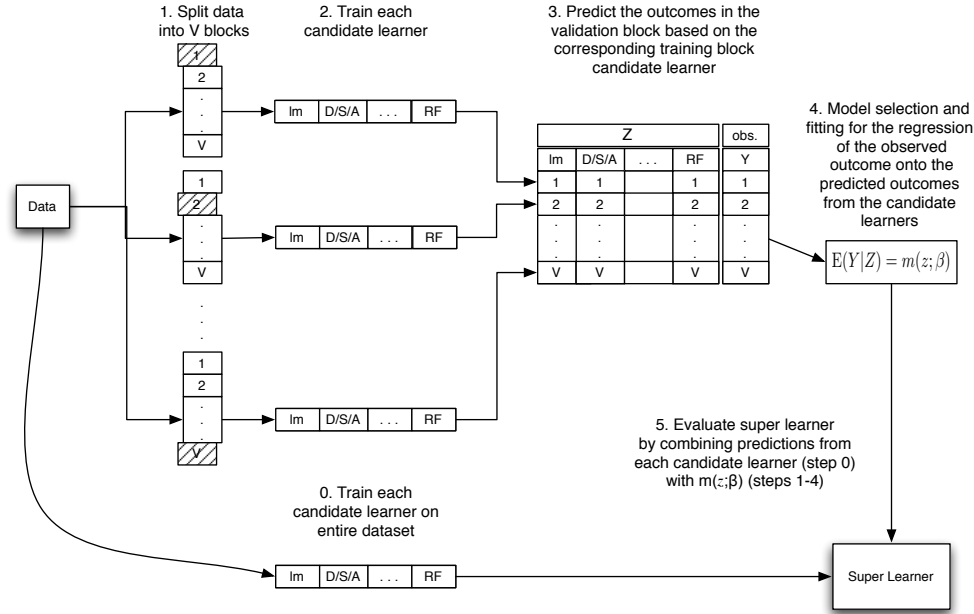 1. Split data
into V blocks
2. Train each
candidate learner
3. Predict the outcomes in the
validation block based on the
corresponding training block
candidate learner
1
2
.
.
.
V
lm D/S/A . . . RF
4. Model selection and
fitting for the regression
of the observed
outcome onto the
predicted outcomes
from the candidate
learners
Z obs.
lm D/S/A . . . RF Y
1 1 1 1
2 2 2 2
. . . .
. . . .
. . . .
V V V V
Data
1
2
.
.
.
V
lm D/S/A . . . RF
E(Y|Z) = m(z; β)
.
.
.
1
2
.
.
.
V
lm D/S/A . . . RF
5. Evaluate super learner
by combining predictions from
each candidate learner (step 0)
with m(z;β) (steps 1-4)
0. Train each
candidate learner on
entire dataset
lm D/S/A . . . RF
Super Learner